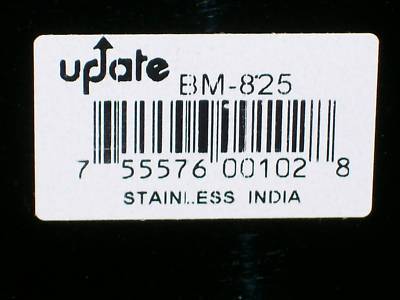 update BM-825
7 55576 00102 8
STAINLESS INDIA